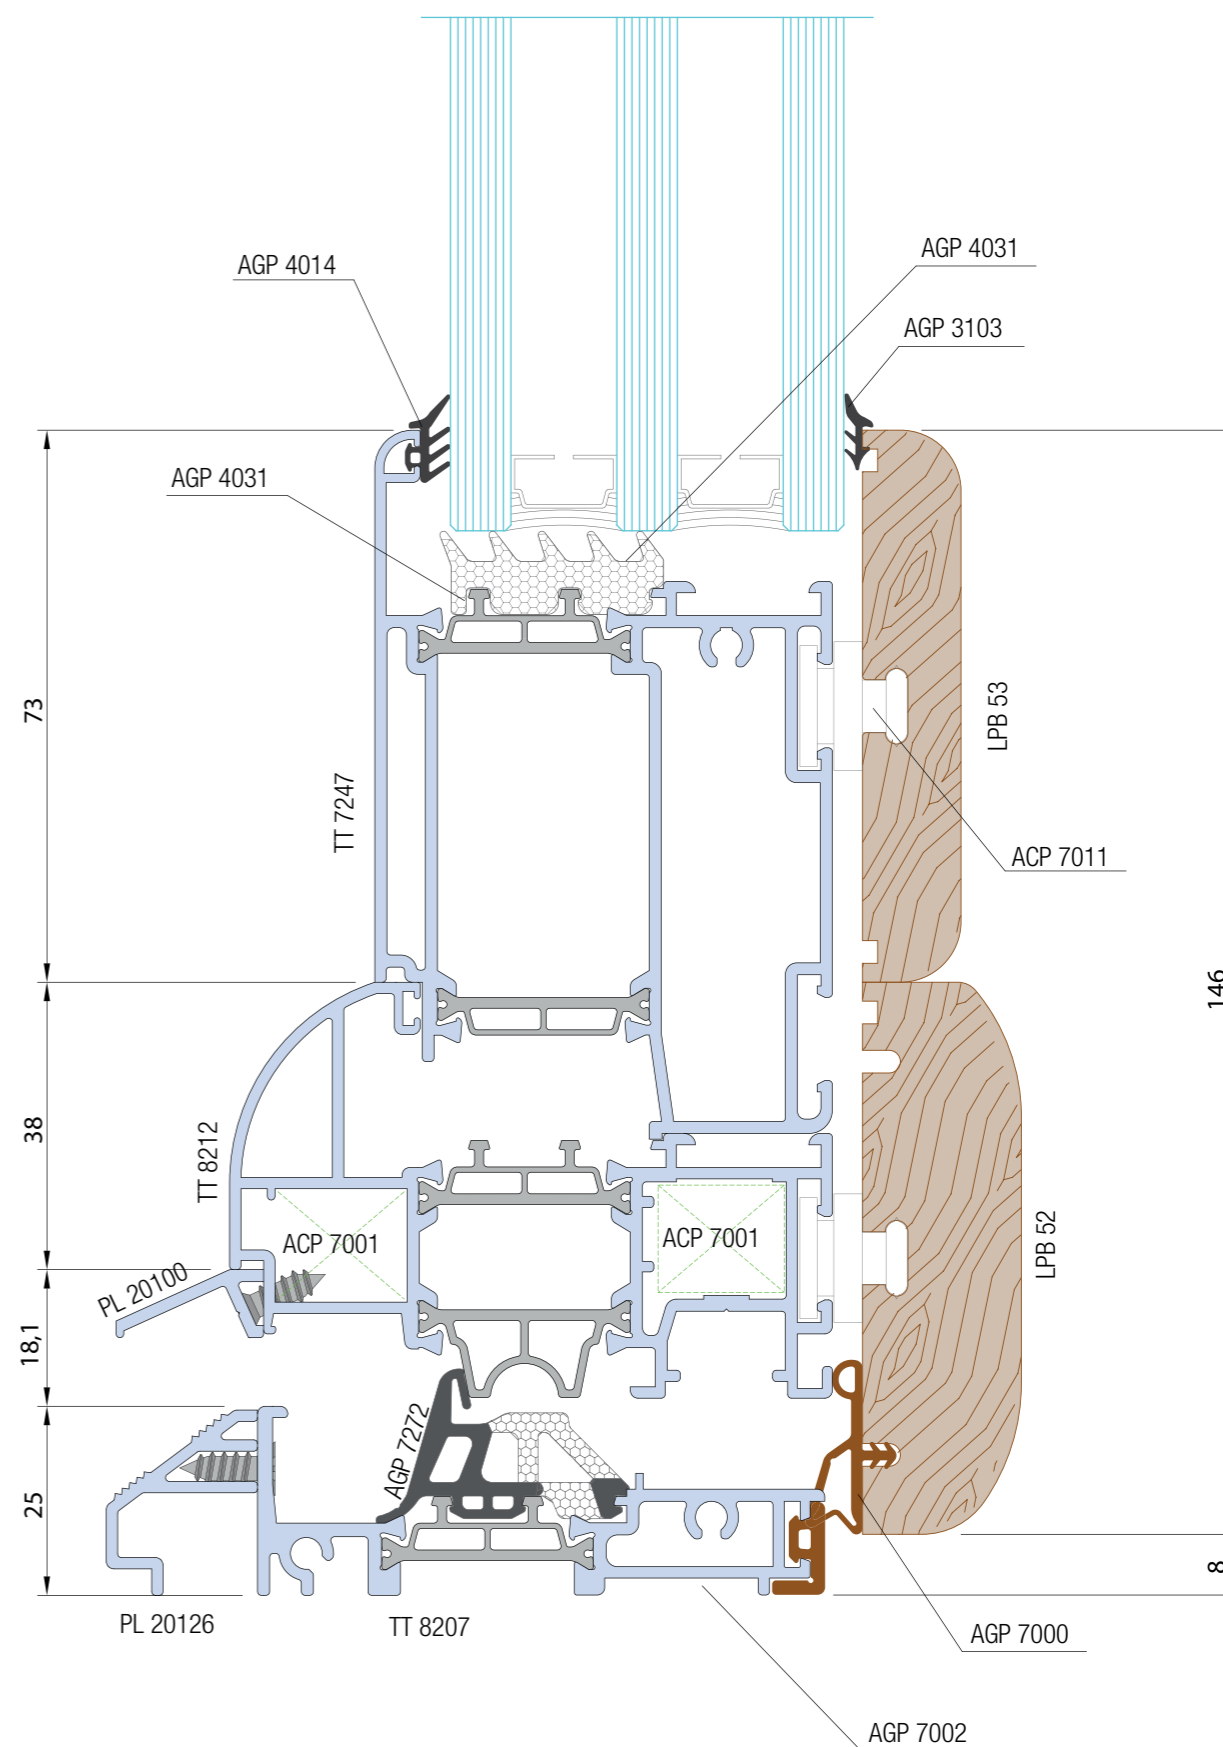 AGP 4031
AGP 4014
AGP 3103
AGP 4031
73
LPB 53
TT 7247
ACP 7011
146
38
TT 8212
ACP 7001
ACP 7001
LPB 52
PL 20100
18,1
AGP 7272
25
8
PL 20126
TT 8207
AGP 7000
AGP 7002